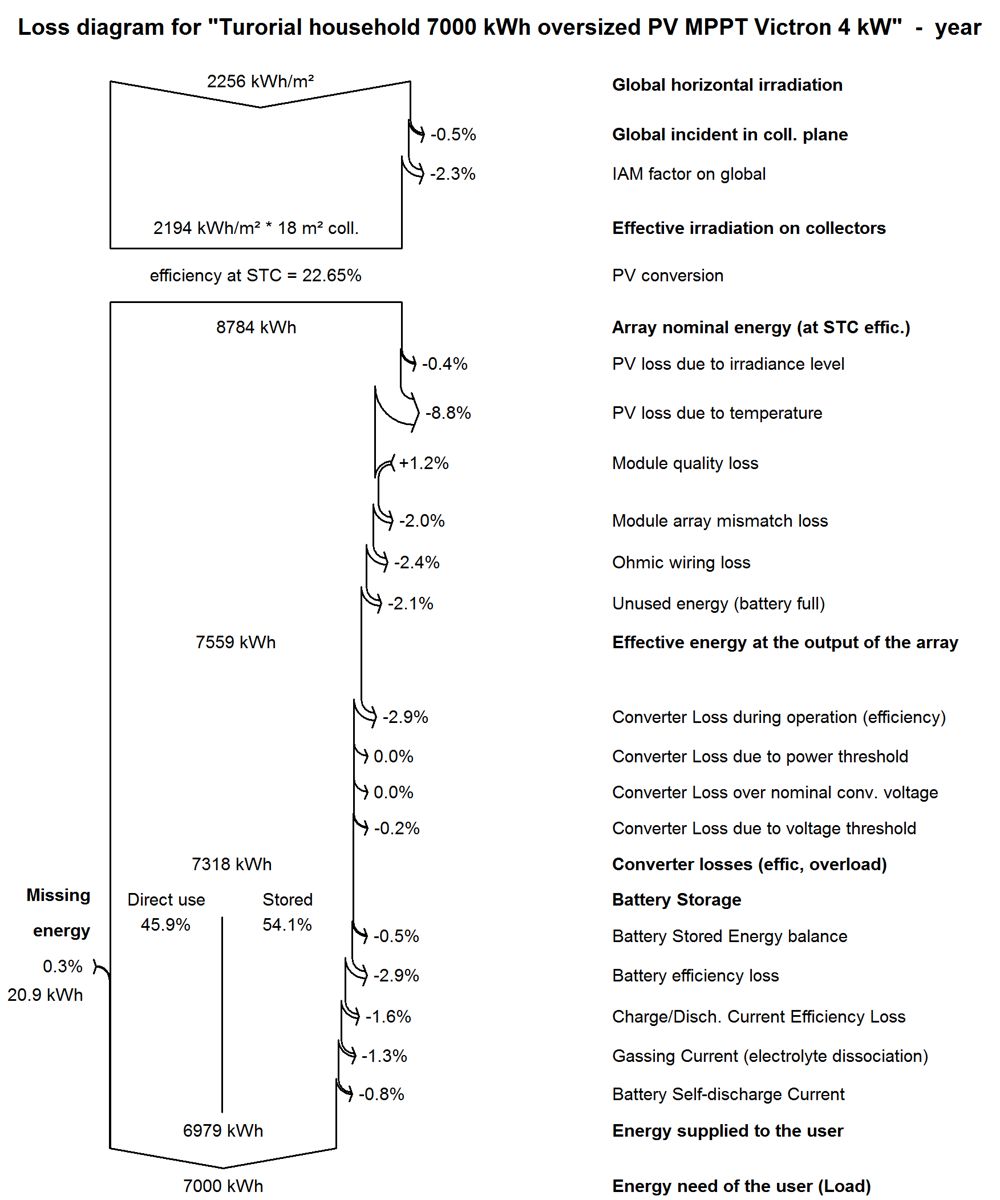 Loss diagram for "Turorial household 7000 kWh oversized PV MPPT Victron 4 kW" - year
2256 kWh/m² Global horizontal irradiation
-0.5% Global incident in coll. plane
-2.3% IAM factor on global
2194 kWh/m² * 18 m² coll. Effective irradiation on collectors
efficiency at STC = 22.65% PV conversion
8784 kWh Array nominal energy (at STC effic.)
-0.4% PV loss due to irradiance level
-8.8% PV loss due to temperature
+1.2% Module quality loss
-2.0% Module array mismatch loss
-2.4% Ohmic wiring loss
-2.1% Unused energy (battery full)
7559 kWh Effective energy at the output of the array
-2.9% Converter Loss during operation (efficiency)
0.0% Converter Loss due to power threshold
0.0% Converter Loss over nominal conv. voltage
-0.2% Converter Loss due to voltage threshold
7318 kWh Converter losses (effic, overload)
Missing Direct use Stored Battery Storage
energy 45.9% 54.1%
-0.5% Battery Stored Energy balance
0.3% -2.9% Battery efficiency loss
20.9 kWh
-1.6% Charge/Disch. Current Efficiency Loss
-1.3% Gassing Current (electrolyte dissociation)
-0.8% Battery Self-discharge Current
6979 kWh Energy supplied to the user
7000 kWh Energy need of the user (Load)